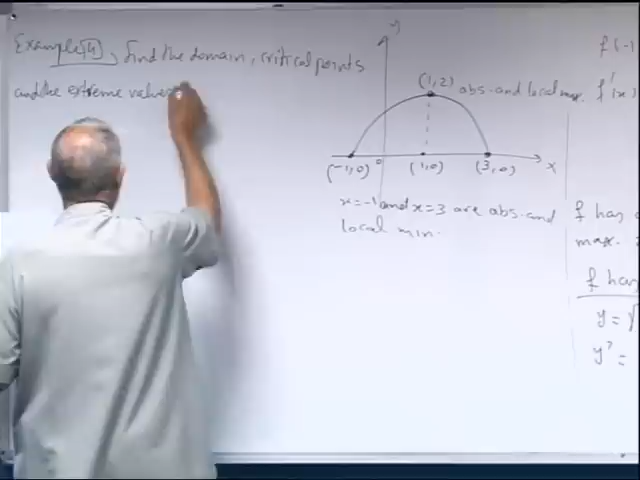 Example(4), find the domain, critical points
and the extreme values
y
(1,2) abs. and local max.
(-1,0) 0 (1,0) (3,0) x
x=-1 and x=3 are abs. and
local min.
f(-1
f'(x)
f has
max.
f has
y = √
y² =